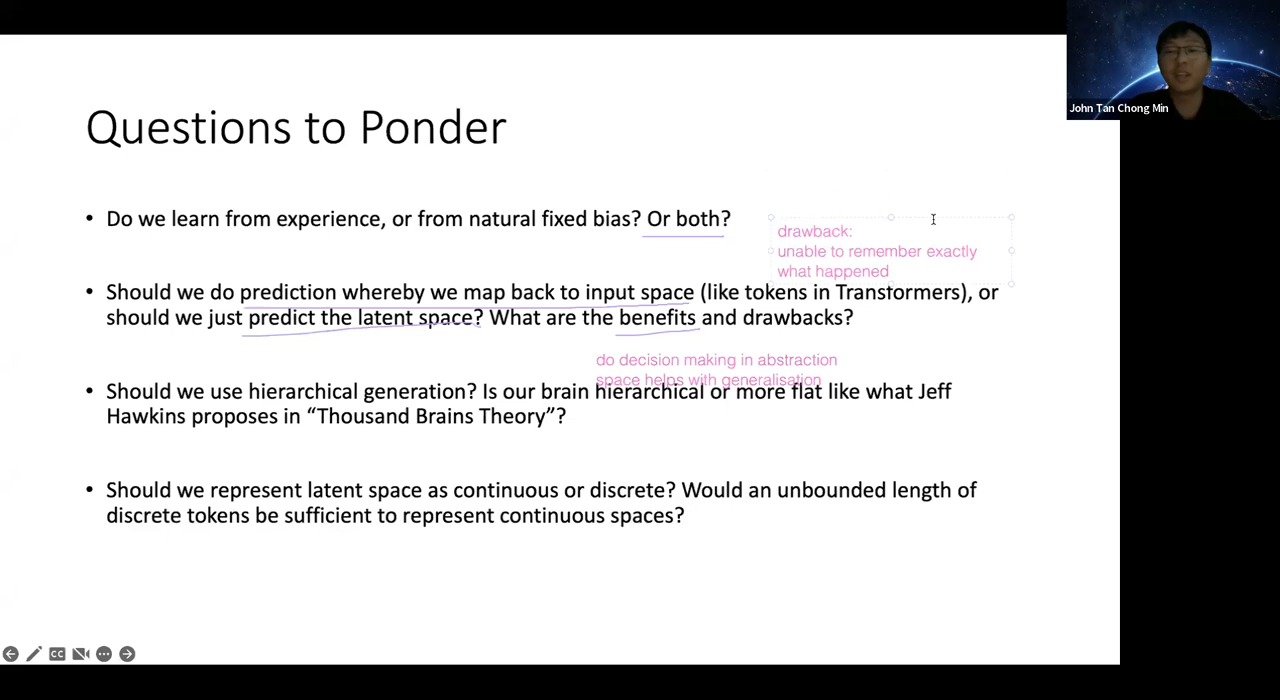 John Tan Chong Min
Questions to Ponder
• Do we learn from experience, or from natural fixed bias? Or both?
drawback:
unable to remember exactly
what happened
• Should we do prediction whereby we map back to input space (like tokens in Transformers), or
should we just predict the latent space? What are the benefits and drawbacks?
do decision making in abstraction
space helps with generalisation
• Should we use hierarchical generation? Is our brain hierarchical or more flat like what Jeff
Hawkins proposes in “Thousand Brains Theory”?
• Should we represent latent space as continuous or discrete? Would an unbounded length of
discrete tokens be sufficient to represent continuous spaces?
CC